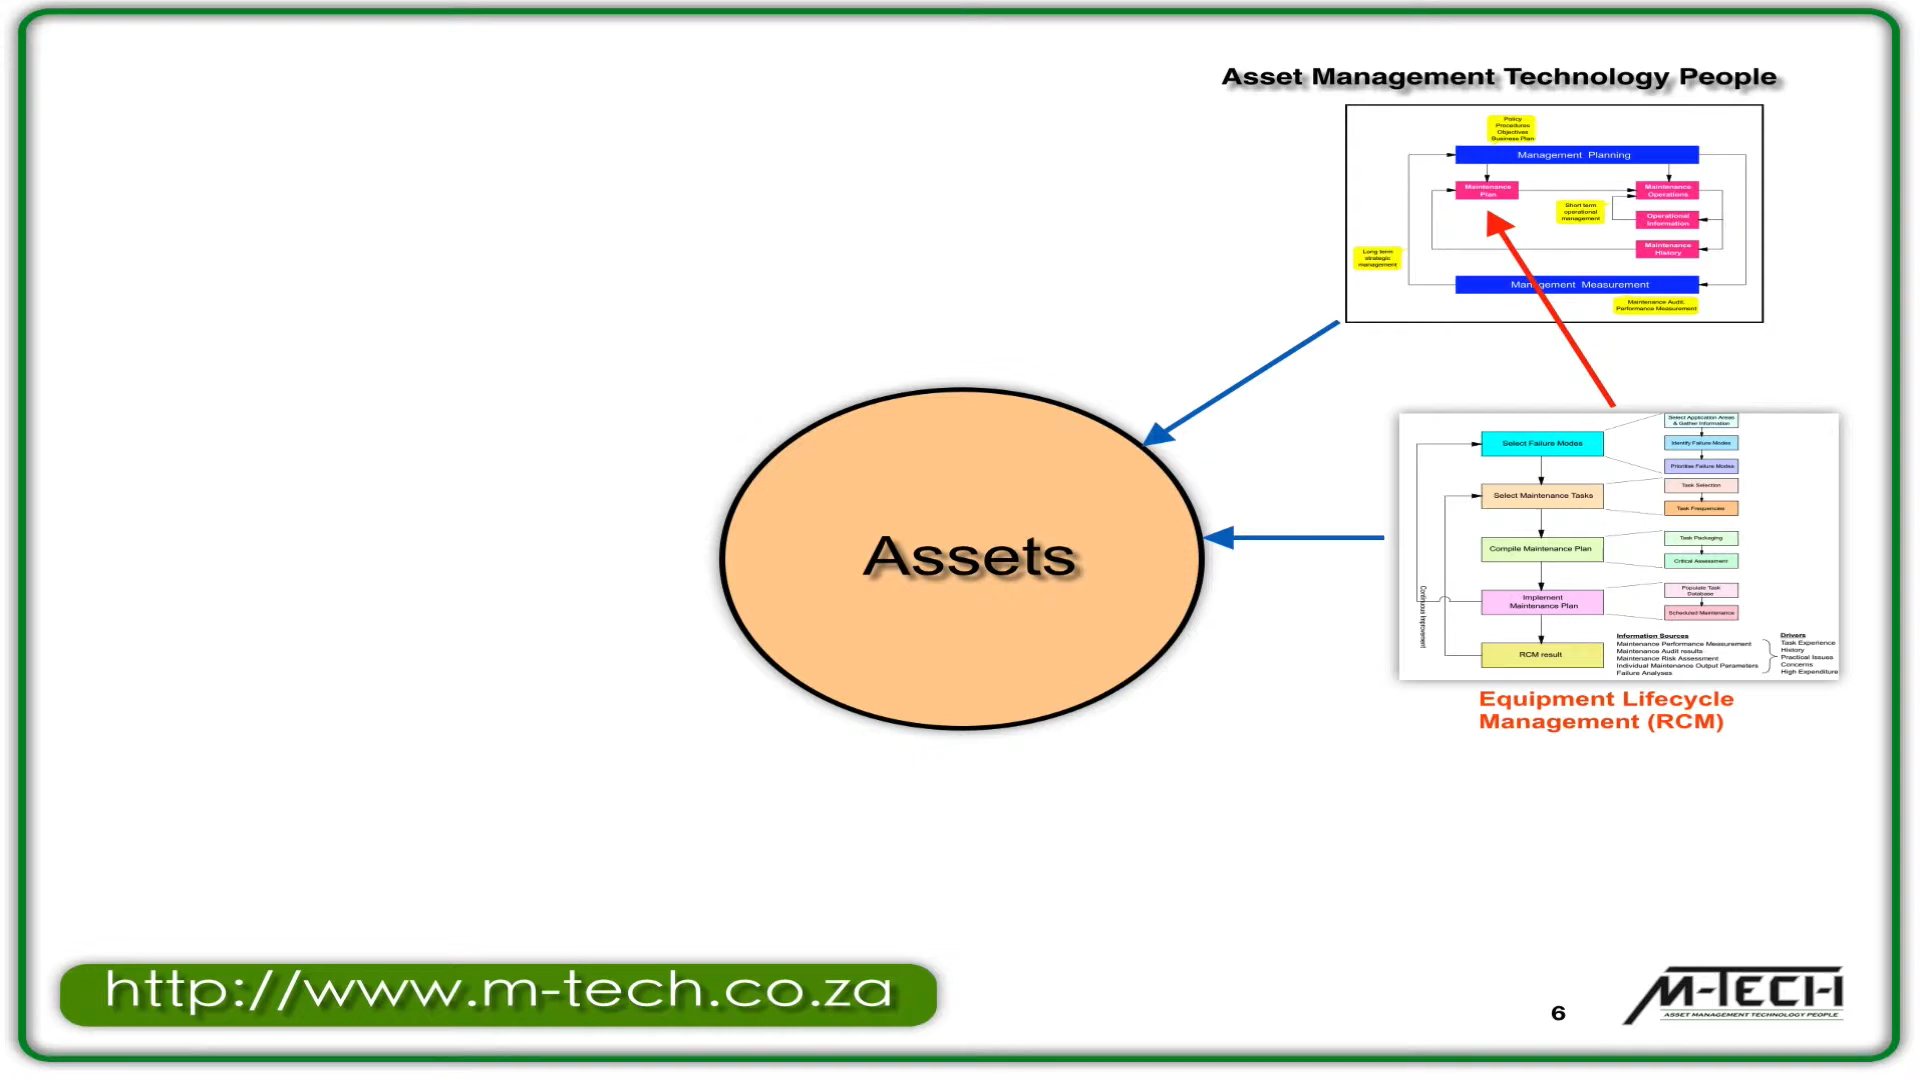 Asset Management Technology People
Policy
Procedures
Objectives
Business Plan
Management Planning
Maintenance
Plan
Maintenance
Operations
Short term
operational
management
Operational
Information
Maintenance
History
Long term
strategic
management
Management Measurement
Maintenance Audit.
Performance Measurement
Assets
Select Failure Modes
Select Application Areas
& Gather Information
Identify Failure Modes
Prioritise Failure Modes
Select Maintenance Tasks
Task Selection
Task Frequencies
Compile Maintenance Plan
Task Packaging
Critical Assessment
Implement
Maintenance Plan
Populate Task
Database
Scheduled Maintenance
Continuous Improvement
RCM result
Information Sources
Maintenance Performance Measurement
Maintenance Audit results
Maintenance Risk Assessment
Individual Maintenance Output Parameters
Failure Analyses
Drivers
Task Experience
History
Practical Issues
Concerns
High Expenditure
Equipment Lifecycle
Management (RCM)
http://www.m-tech.co.za
6
M-TECH
ASSET MANAGEMENT TECHNOLOGY PEOPLE